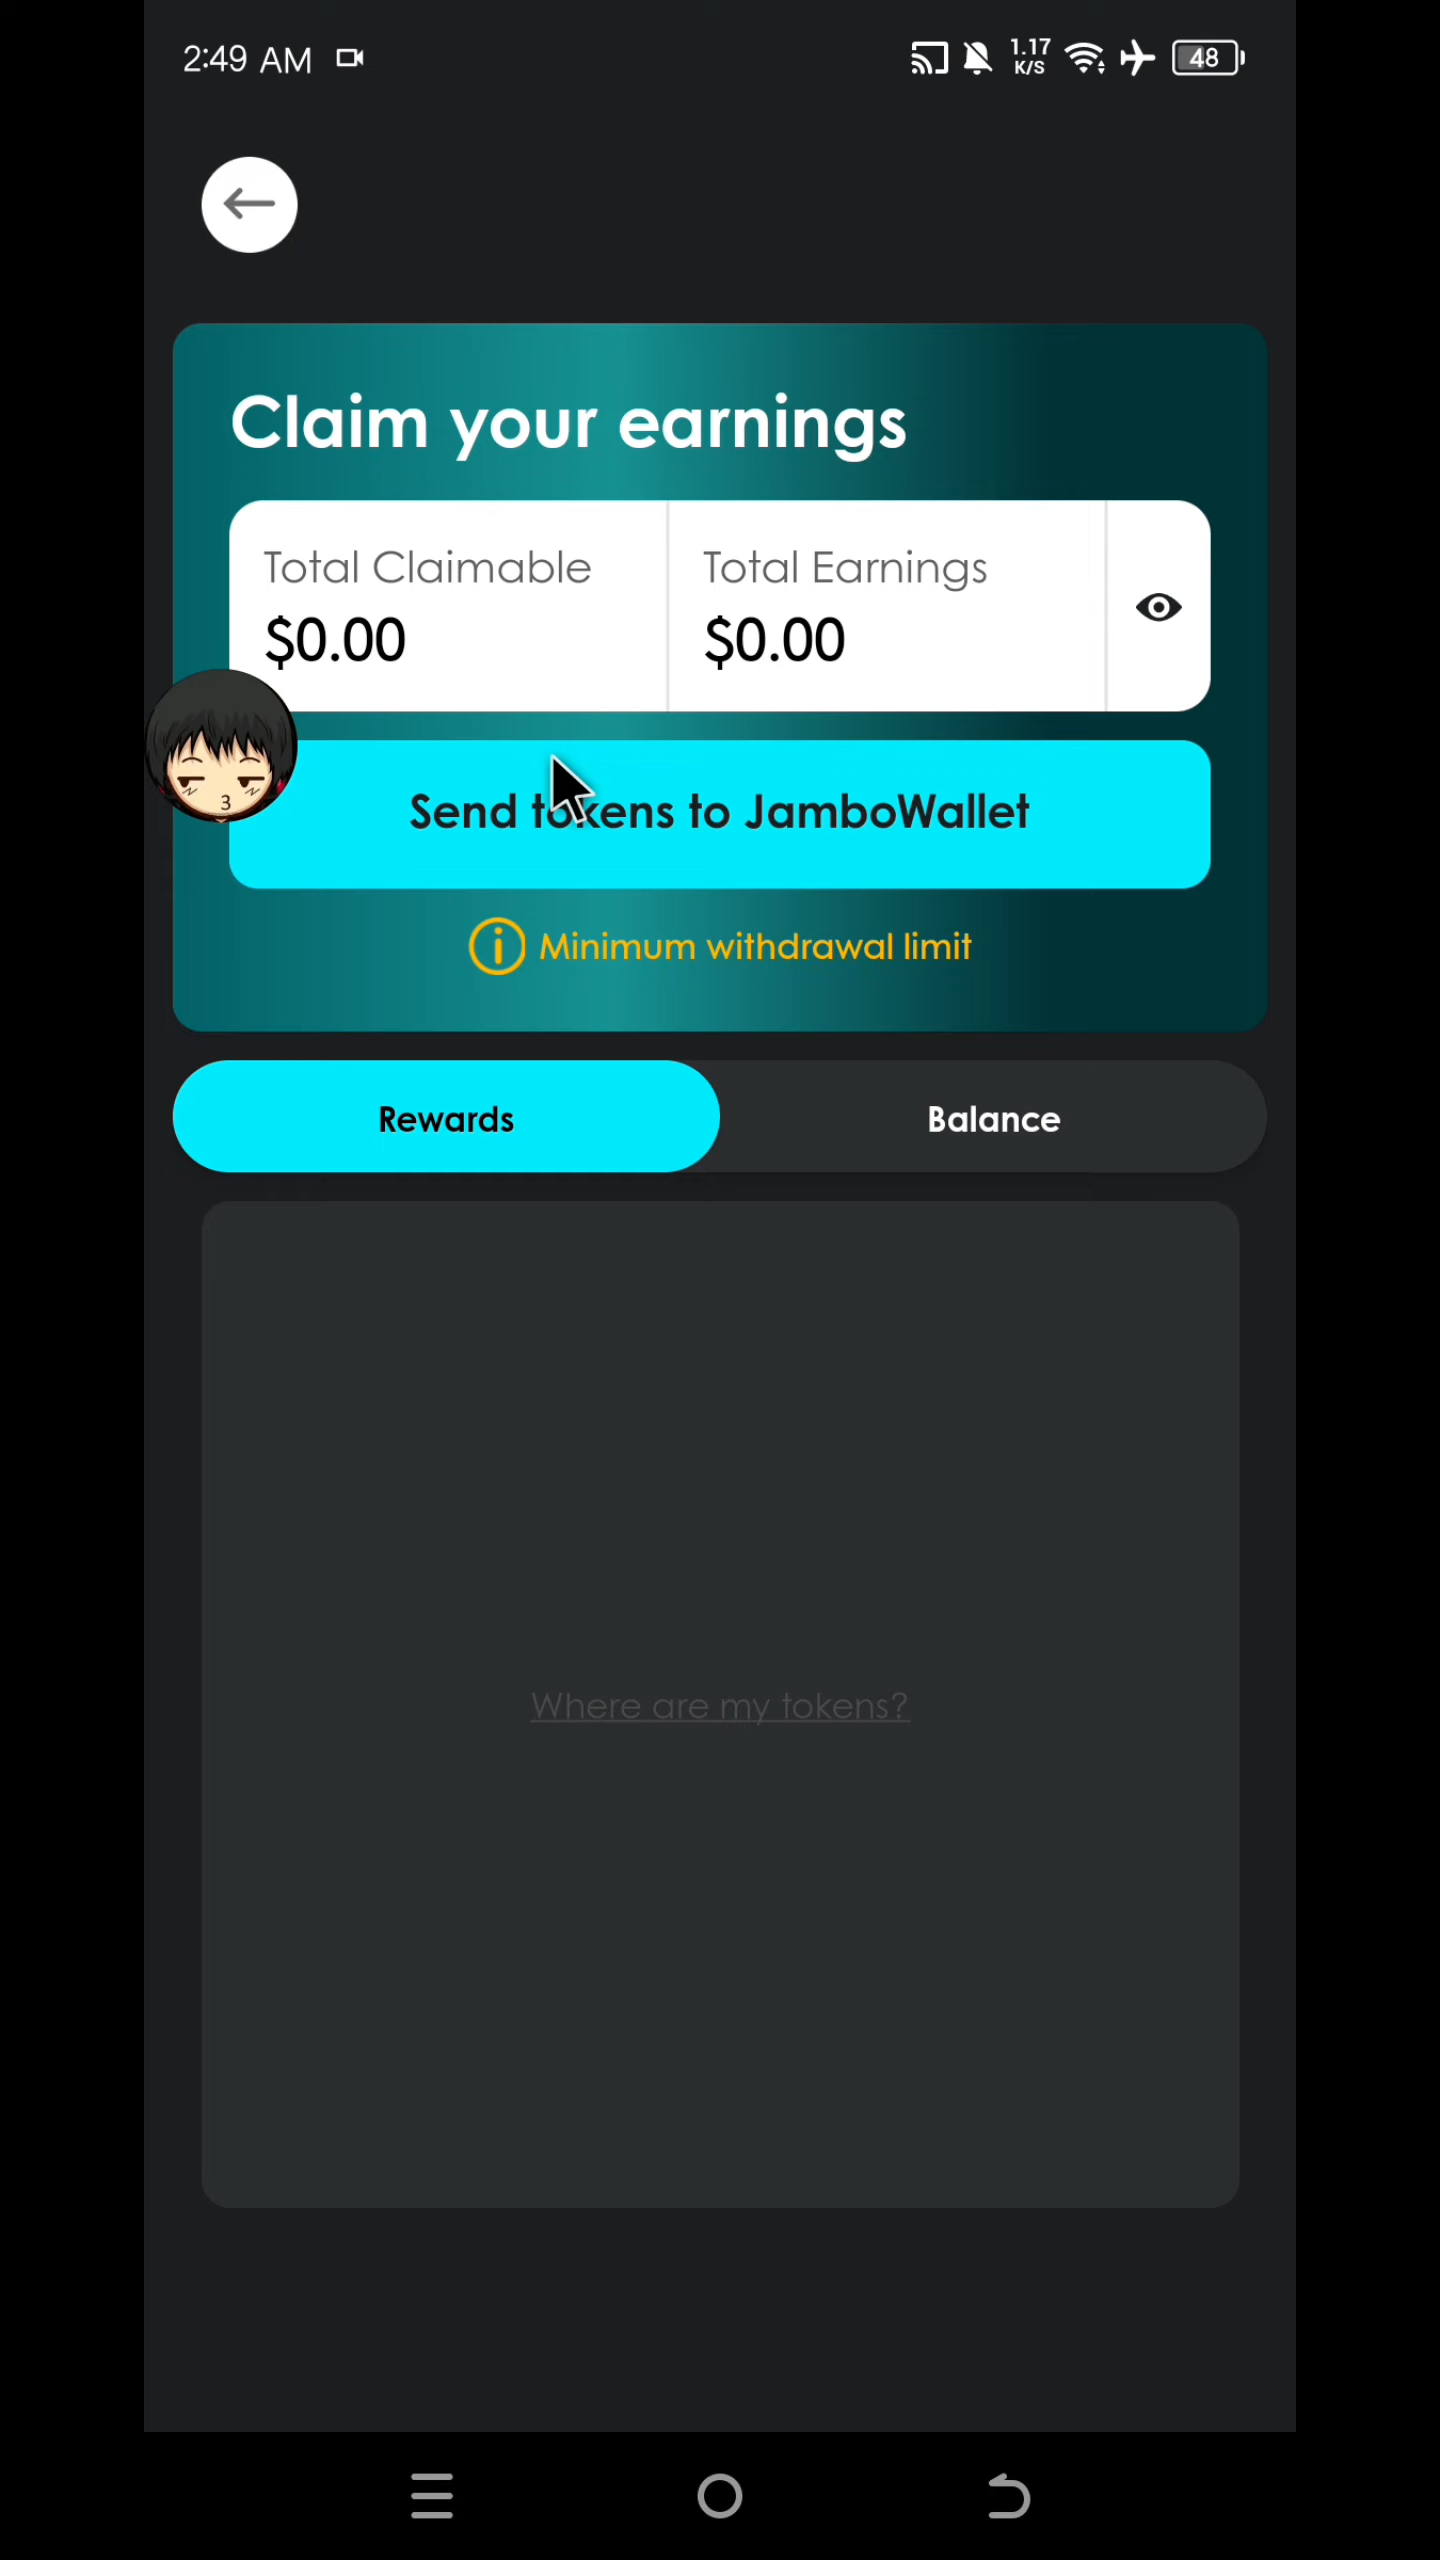 2:49 AM
1.17
K/S
48
Claim your earnings
Total Claimable
Total Earnings
$0.00
$0.00
3
Send tokens to JamboWallet
Minimum withdrawal limit
Rewards
Balance
Where are my tokens?